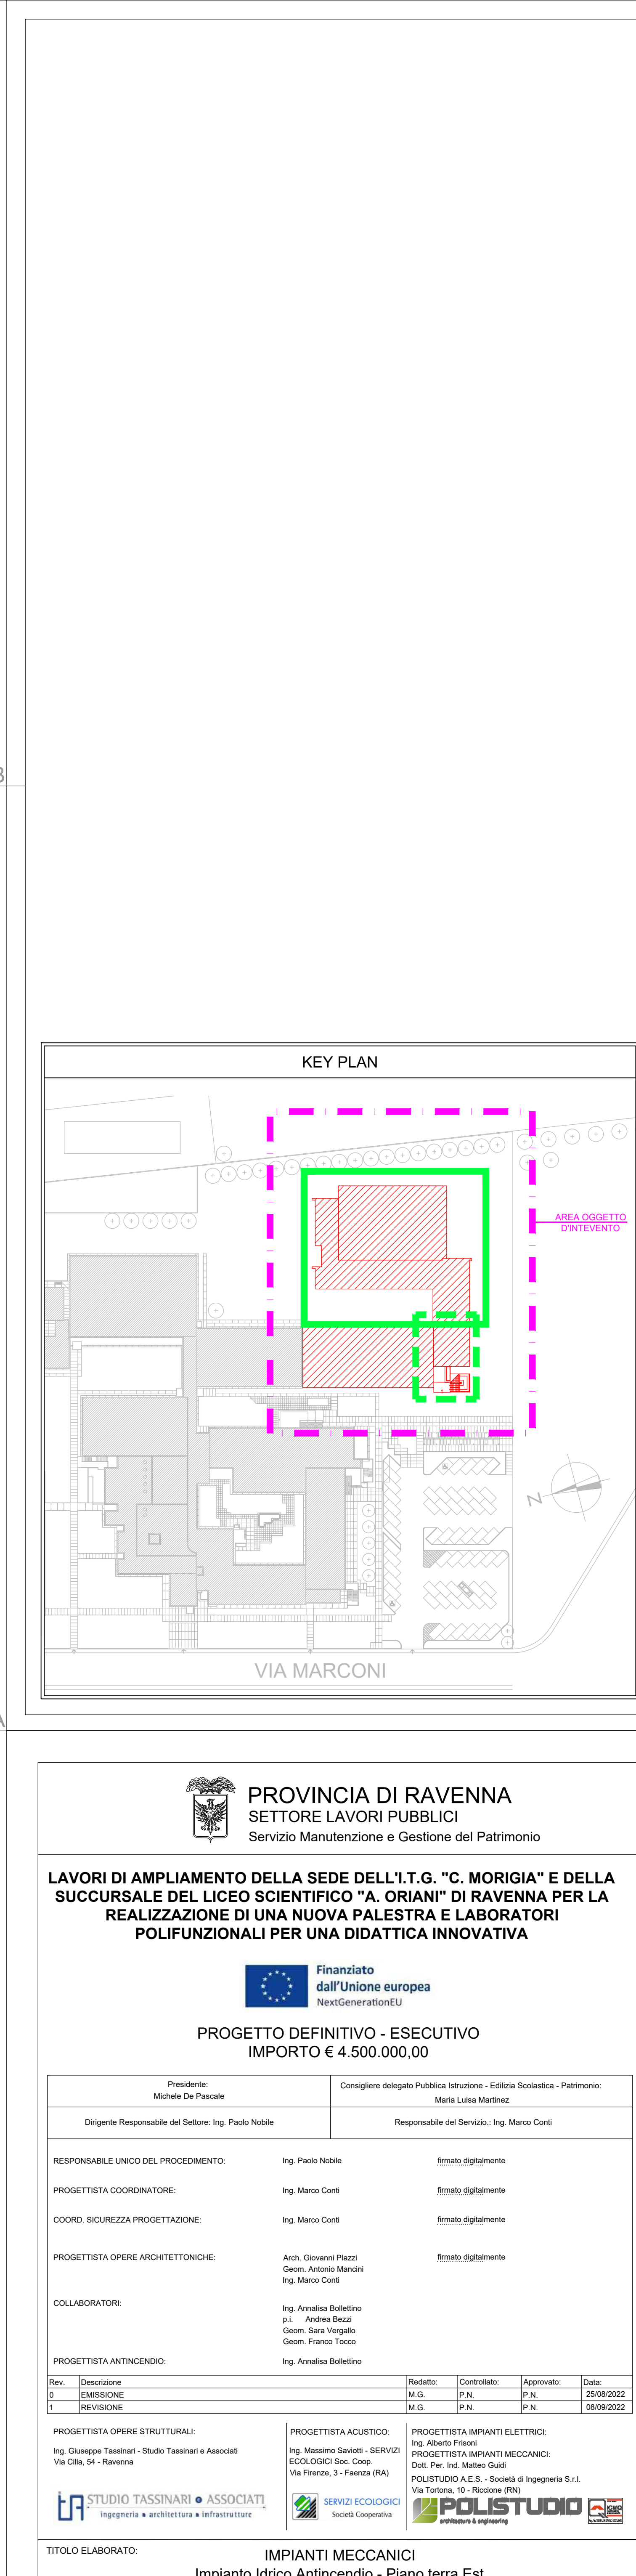 B
KEY PLAN
AREA OGGETTO
D'INTEVENTO
N
VIA MARCONI
A
PROVINCIA DI RAVENNA
SETTORE LAVORI PUBBLICI
Servizio Manutenzione e Gestione del Patrimonio
LAVORI DI AMPLIAMENTO DELLA SEDE DELL'I.T.G. "C. MORIGIA" E DELLA
SUCCURSALE DEL LICEO SCIENTIFICO "A. ORIANI" DI RAVENNA PER LA
REALIZZAZIONE DI UNA NUOVA PALESTRA E LABORATORI
POLIFUNZIONALI PER UNA DIDATTICA INNOVATIVA
Finanziato
dall'Unione europea
NextGenerationEU
PROGETTO DEFINITIVO - ESECUTIVO
IMPORTO € 4.500.000,00
Presidente:
Michele De Pascale
Consigliere delegato Pubblica Istruzione - Edilizia Scolastica - Patrimonio:
Maria Luisa Martinez
Dirigente Responsabile del Settore: Ing. Paolo Nobile
Responsabile del Servizio.: Ing. Marco Conti
RESPONSABILE UNICO DEL PROCEDIMENTO: Ing. Paolo Nobile firmato digitalmente
PROGETTISTA COORDINATORE: Ing. Marco Conti firmato digitalmente
COORD. SICUREZZA PROGETTAZIONE: Ing. Marco Conti firmato digitalmente
PROGETTISTA OPERE ARCHITETTONICHE: Arch. Giovanni Plazzi firmato digitalmente
Geom. Antonio Mancini
Ing. Marco Conti
COLLABORATORI:
Ing. Annalisa Bollettino
p.i. Andrea Bezzi
Geom. Sara Vergallo
Geom. Franco Tocco
PROGETTISTA ANTINCENDIO: Ing. Annalisa Bollettino
Rev. Descrizione Redatto: Controllato: Approvato: Data:
0 EMISSIONE M.G. P.N. P.N. 25/08/2022
1 REVISIONE M.G. P.N. P.N. 08/09/2022
PROGETTISTA OPERE STRUTTURALI:
Ing. Giuseppe Tassinari - Studio Tassinari e Associati
Via Cilla, 54 - Ravenna
STUDIO TASSINARI e ASSOCIATI
ingegneria architettura infrastrutture
PROGETTISTA ACUSTICO:
Ing. Massimo Saviotti - SERVIZI
ECOLOGICI Soc. Coop.
Via Firenze, 3 - Faenza (RA)
SERVIZI ECOLOGICI
Società Cooperativa
PROGETTISTA IMPIANTI ELETTRICI:
Ing. Alberto Frisoni
PROGETTISTA IMPIANTI MECCANICI:
Dott. Per. Ind. Matteo Guidi
POLISTUDIO A.E.S. - Società di Ingegneria S.r.l.
Via Tortona, 10 - Riccione (RN)
POLISTUDIO
architecture & engineering
TITOLO ELABORATO:
IMPIANTI MECCANICI
Impianto Idrico Antincendio - Piano terra Est